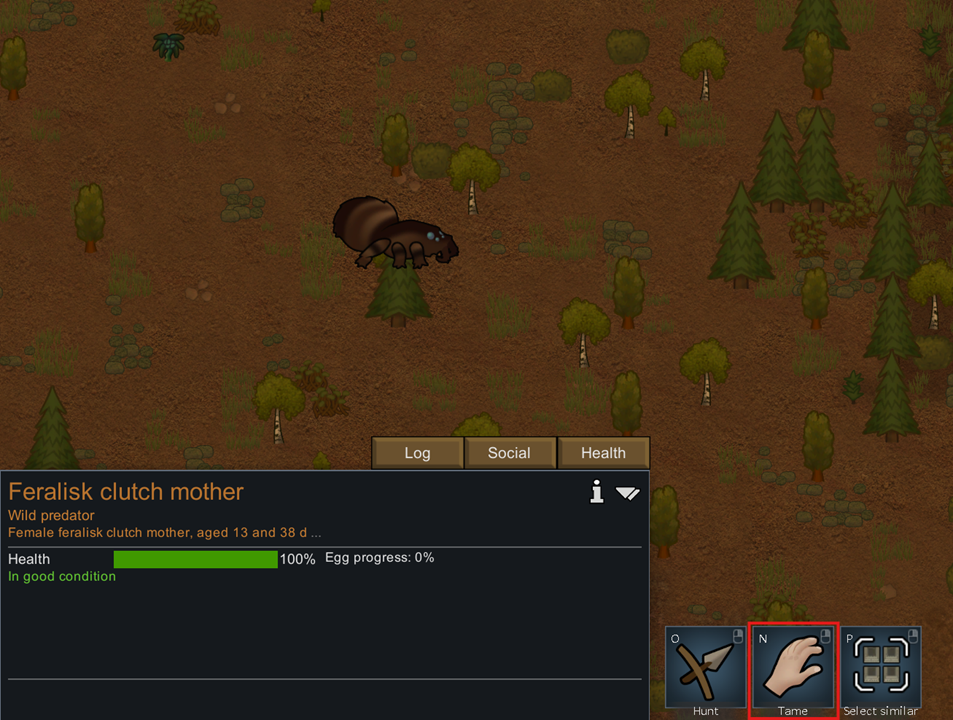 Log Social Health
Feralisk clutch mother
Wild predator
Female feralisk clutch mother, aged 13 and 38 d ...
Health 100% Egg progress: 0%
In good condition
O N P
Hunt Tame Select similar